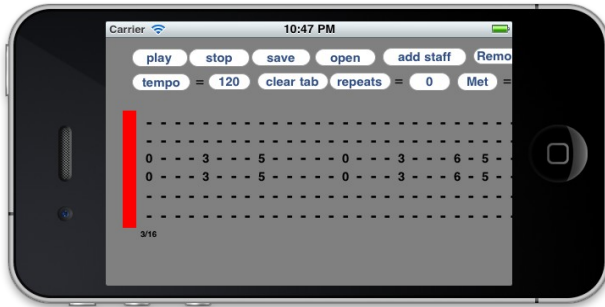 Carrier 10:47 PM
play stop save open add staff Remo
tempo = 120 clear tab repeats = 0 Met =
- - - - - - - - - - - - - - - - - - - - - - - - - -
- - - - - - - - - - - - - - - - - - - - - - - - - -
0 - - - 3 - - - 5 - - - - - 0 - - - 3 - - - 6 - 5 - -
0 - - - 3 - - - 5 - - - - - 0 - - - 3 - - - 6 - 5 - -
- - - - - - - - - - - - - - - - - - - - - - - - - -
- - - - - - - - - - - - - - - - - - - - - - - - - -
3/16